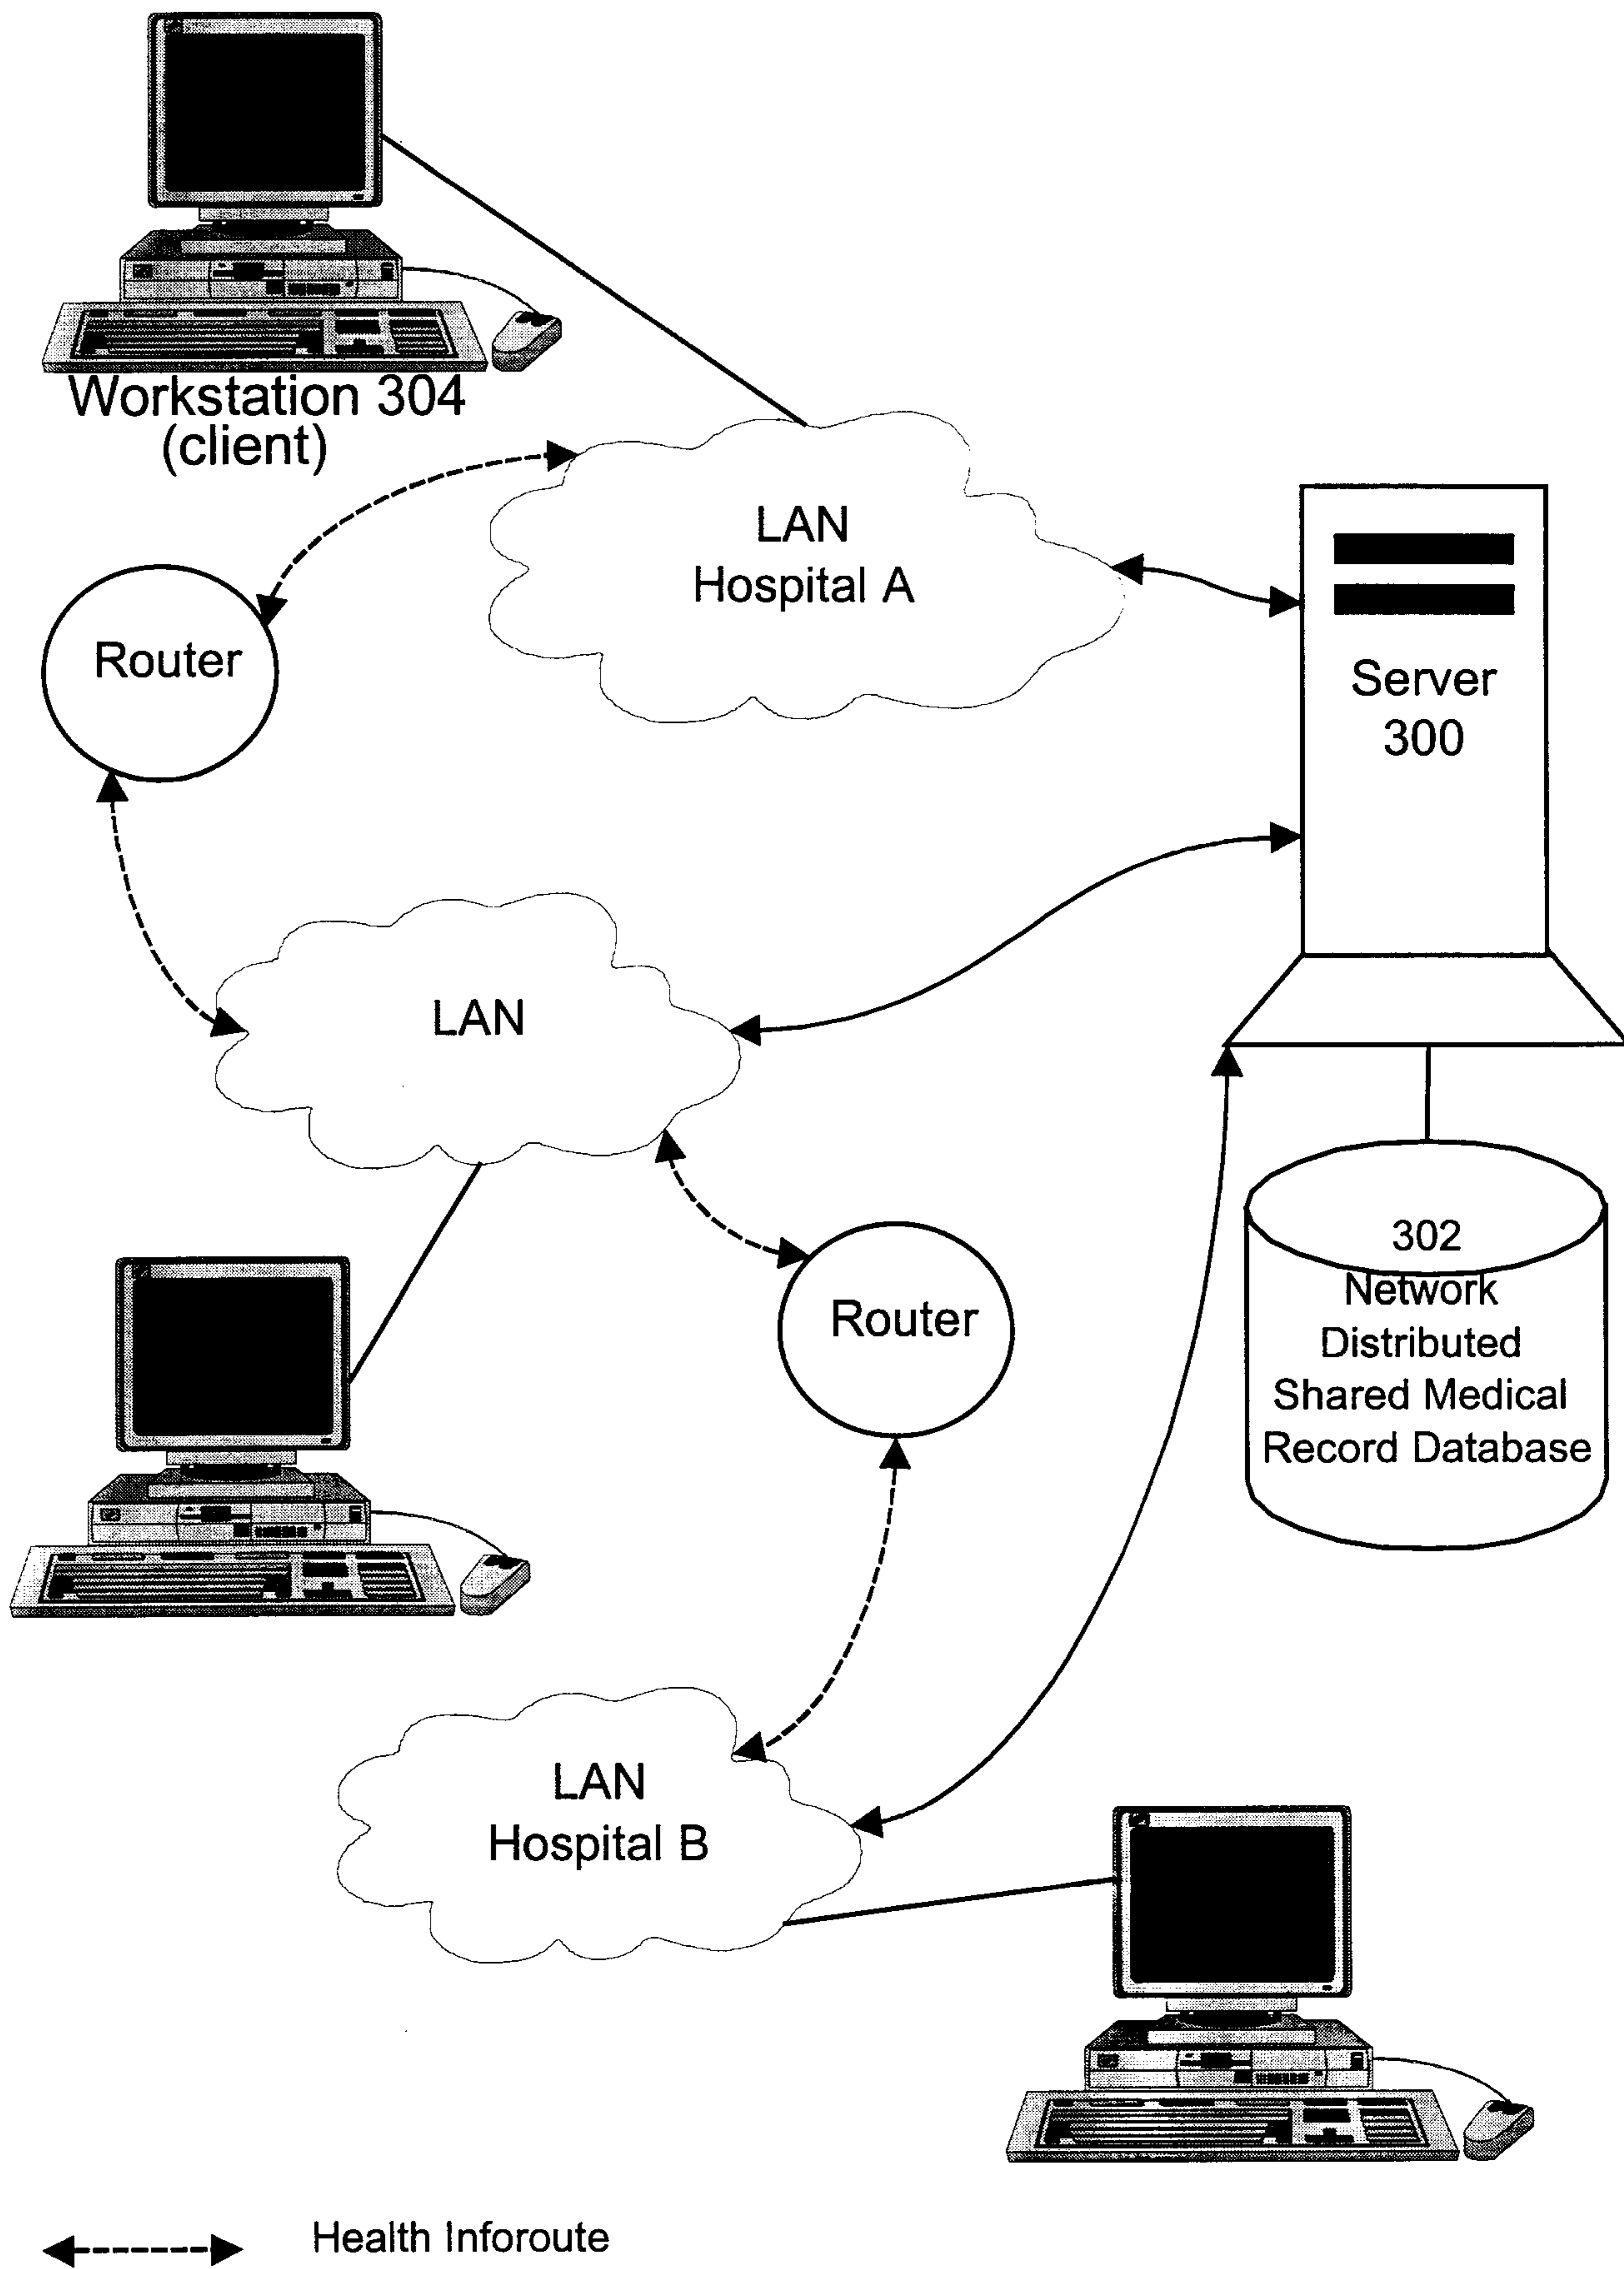 Workstation 304
(client)
LAN
Hospital A
Router
Server
300
LAN
302
Network
Distributed
Shared Medical
Record Database
Router
LAN
Hospital B
Health Inforoute